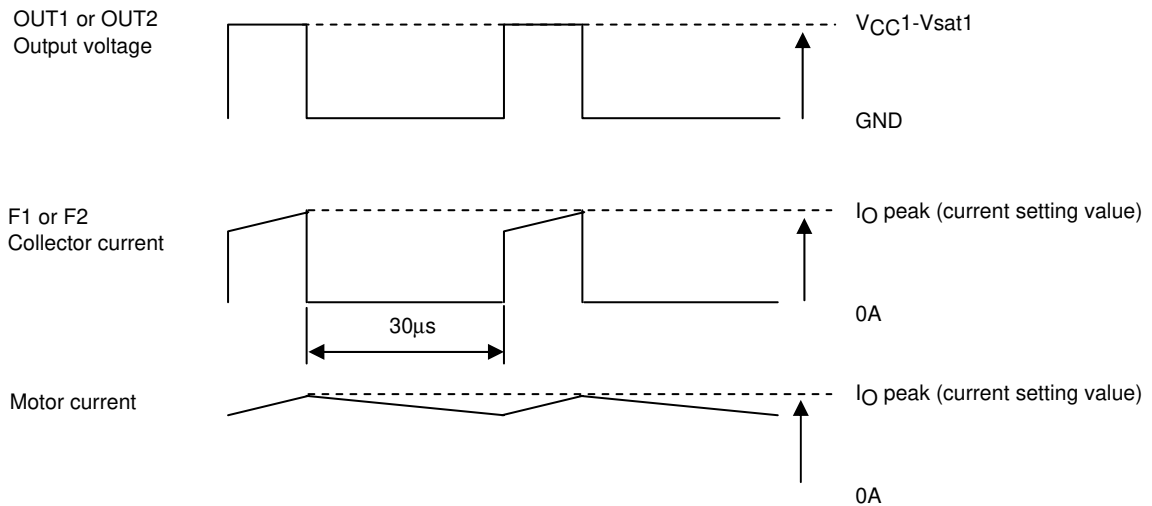 OUT1 or OUT2
Output voltage
VCC1-Vsat1
GND
F1 or F2
Collector current
IO peak (current setting value)
0A
30μs
Motor current
IO peak (current setting value)
0A